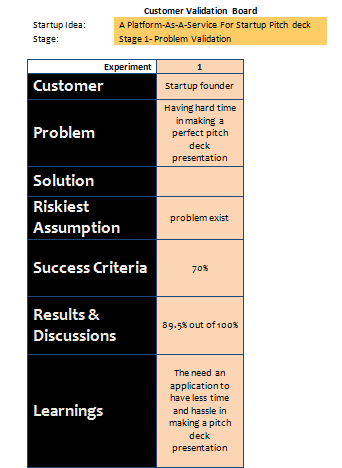 Customer Validation Board
Startup Idea: A Platform-As-A-Service For Startup Pitch deck
Stage: Stage 1- Problem Validation
Experiment 1
Customer Startup founder
Problem
Having hard time
in making a
perfect pitch
deck
presentation
Solution
Riskiest
Assumption
problem exist
Success Criteria 70%
Results &
Discussions
89.5% out of 100%
Learnings
The need an
application to
have less time
and hassle in
making a pitch
deck
presentation